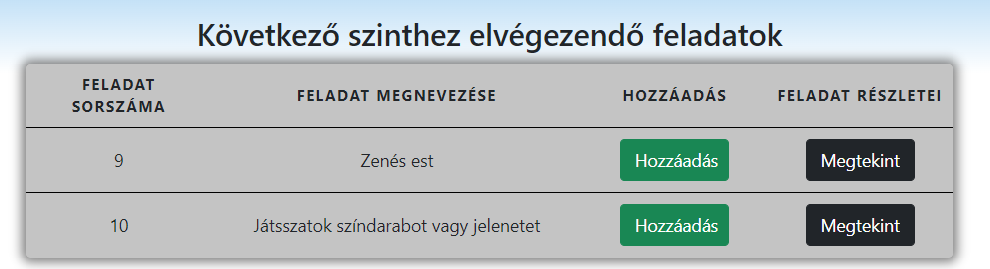 Következő szinthez elvégezendő feladatok
FELADAT SORSZÁMA
FELADAT MEGNEVEZÉSE
HOZZÁADÁS
FELADAT RÉSZLETEI
9 Zenés est Hozzáadás Megtekint
10 Játsszatok színdarabot vagy jelenetet Hozzáadás Megtekint